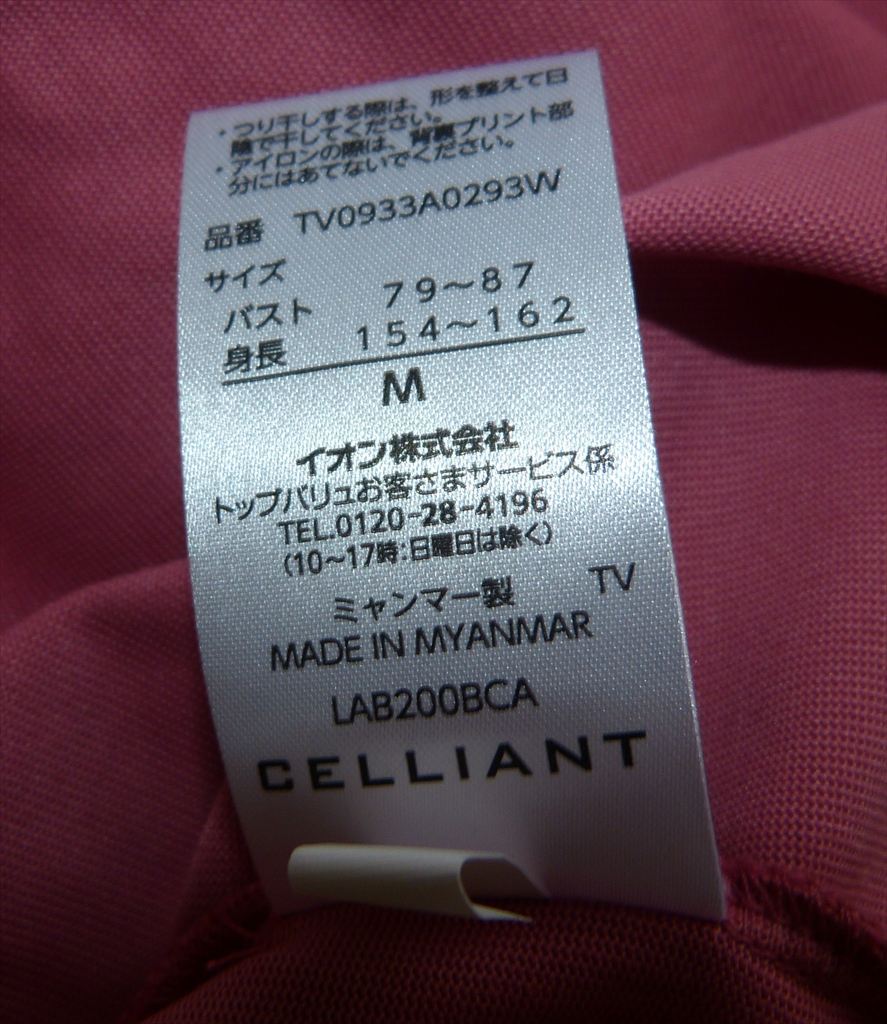 ・つり干しする際は、形を整えて日
陰で干してください。
・アイロンの際は、背裏プリント部
分にはあてないでください。
品番 TV0933A0293W
サイズ
バスト 79〜87
身長 154〜162
M
イオン株式会社
トップバリュお客さまサービス係
TEL.0120-28-4196
(10〜17時:日曜日は除く)
ミャンマー製 TV
MADE IN MYANMAR
LAB200BCA
CELLIANT